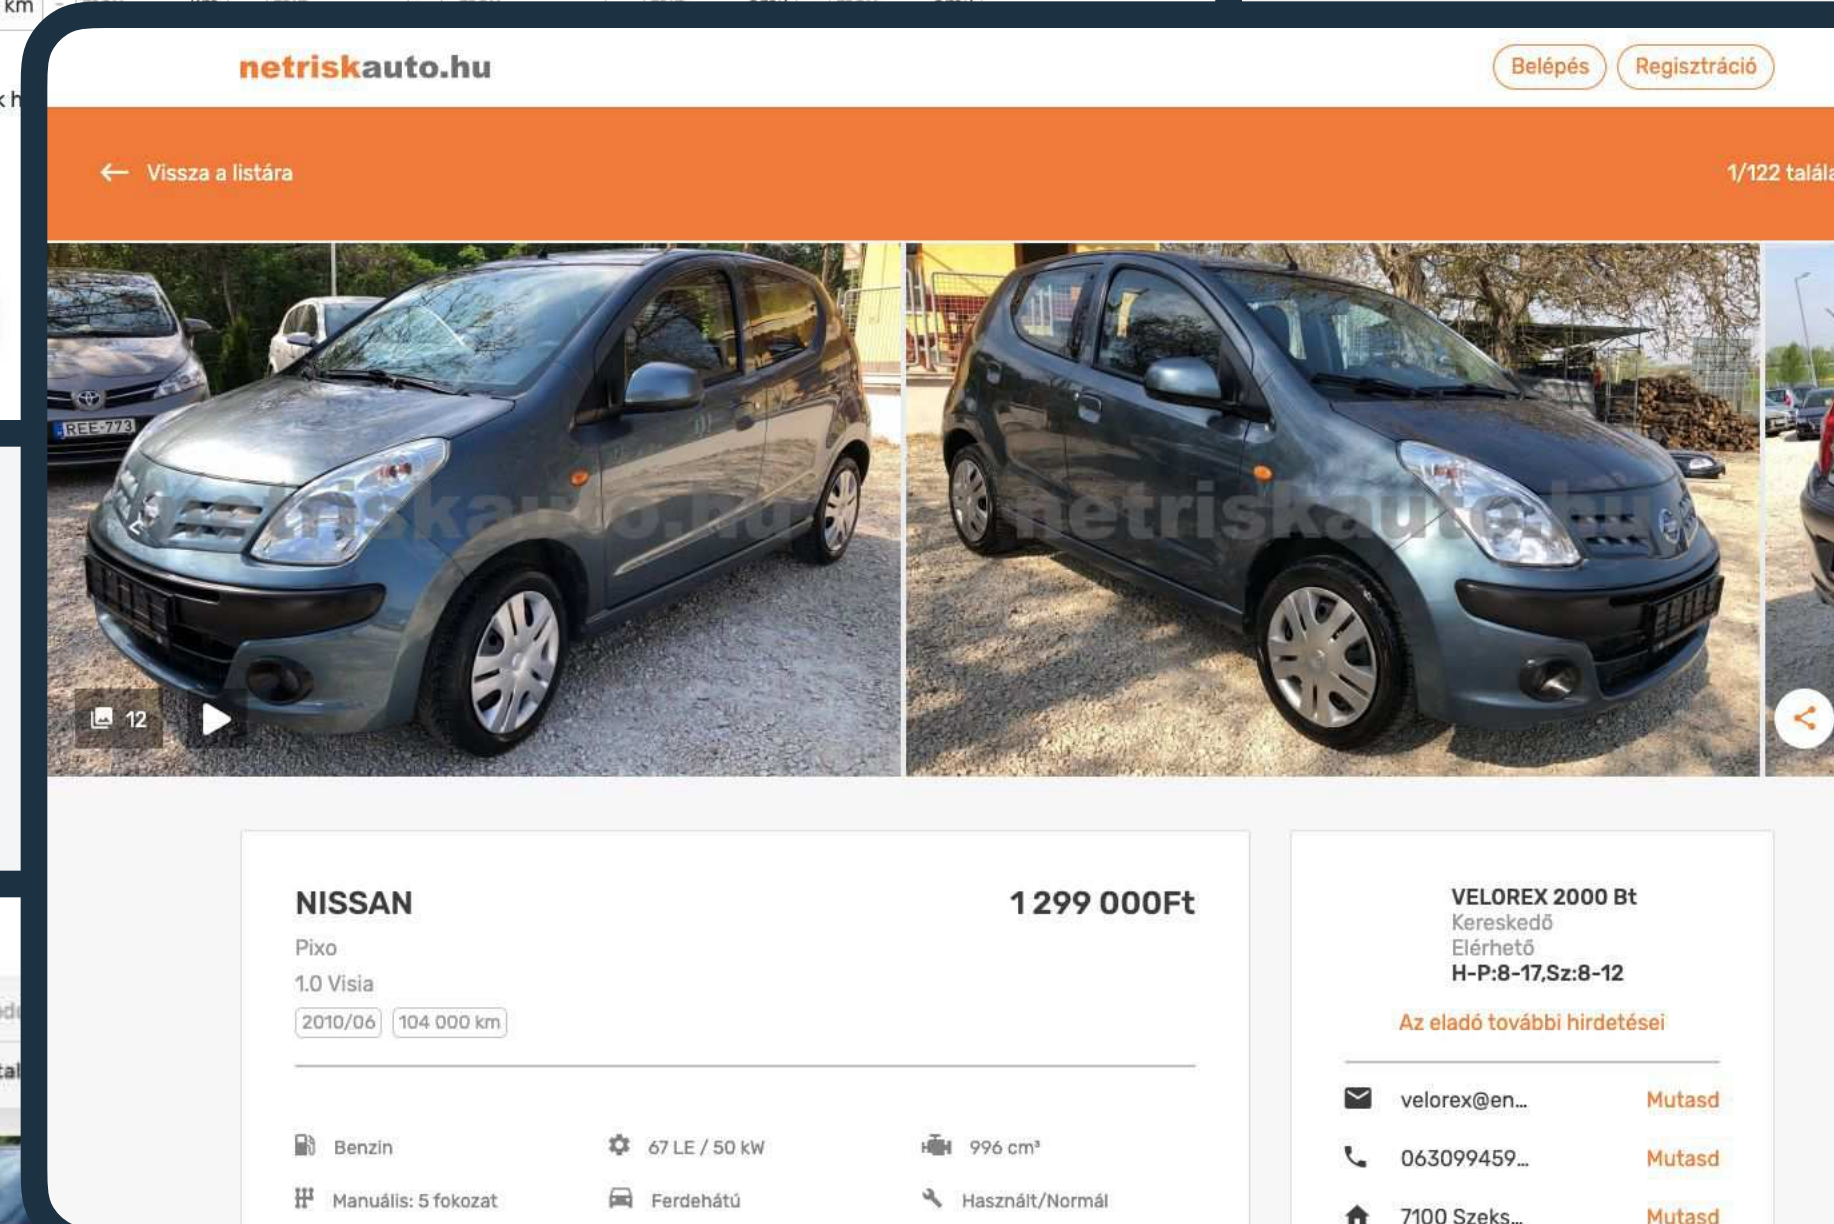 km
netriskauto.hu
Belépés
Regisztráció
Vissza a listára
1/122
REE-773
netriskauto.hu
netriskauto.hu
12
NISSAN
1 299 000Ft
Pixo
1.0 Visia
2010/06
104 000 km
Benzin
67 LE / 50 kW
996 cm³
Manuális: 5 fokozat
Ferdehátú
Használt/Normál
VELOREX 2000 Bt
Kereskedő
Elérhető
H-P:8-17,Sz:8-12
Az eladó további hirdetései
velorex@en…
Mutasd
063099459…
Mutasd
7100 Szeks…
Mutasd